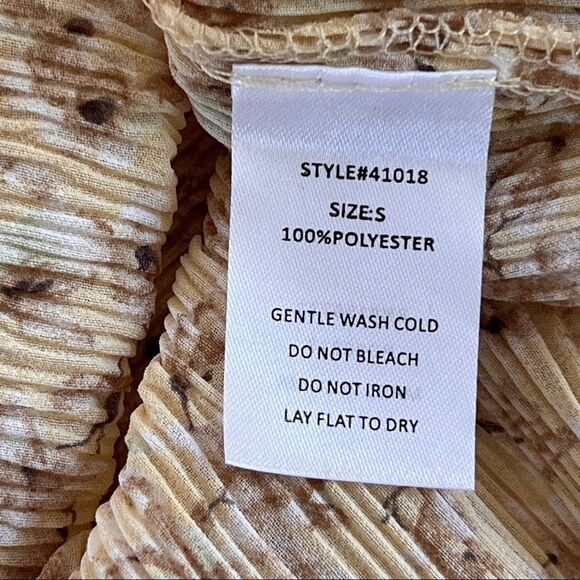 STYLE#41018
SIZE:S
100%POLYESTER
GENTLE WASH COLD
DO NOT BLEACH
DO NOT IRON
LAY FLAT TO DRY